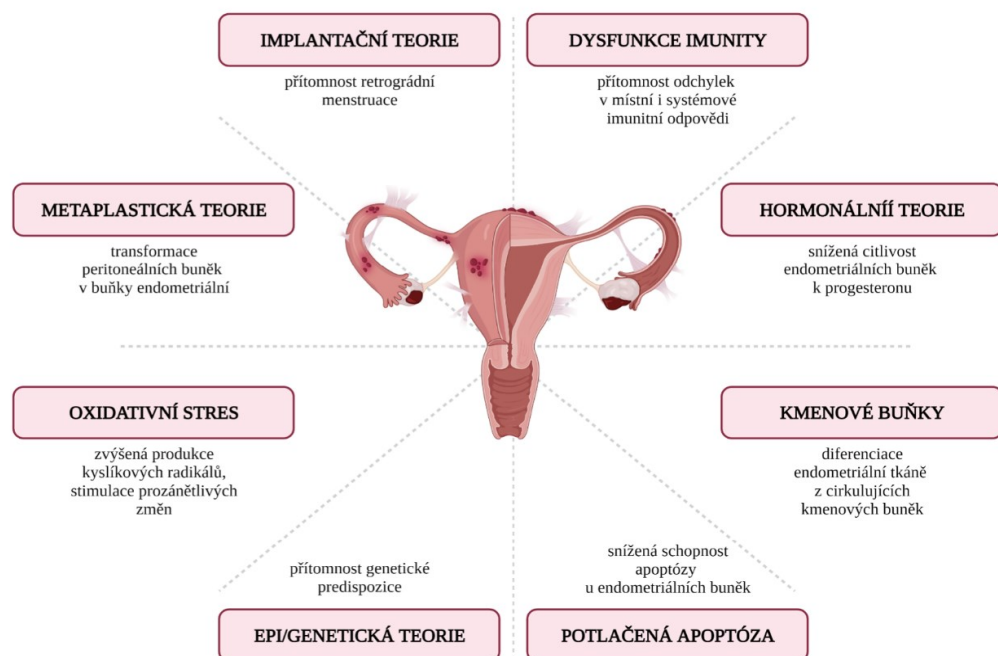 IMPLANTAČNÍ TEORIE
přítomnost retrográdní
menstruace
DYSFUNKCE IMUNITY
přítomnost odchylek
v místní i systémové
imunitní odpovědi
METAPLASTICKÁ TEORIE
transformace
peritoneálních buněk
v buňky endometriální
HORMONÁLNÍÍ TEORIE
snížená citlivost
endometriálních buněk
k progesteronu
OXIDATIVNÍ STRES
zvýšená produkce
kyslíkových radikálů,
stimulace prozánětlivých
změn
KMENOVÉ BUŇKY
diferenciace
endometriální tkáně
z cirkulujících
kmenových buněk
přítomnost genetické
predispozice
EPI/GENETICKÁ TEORIE
snížená schopnost
apoptózy
u endometriálních buněk
POTLAČENÁ APOPTÓZA